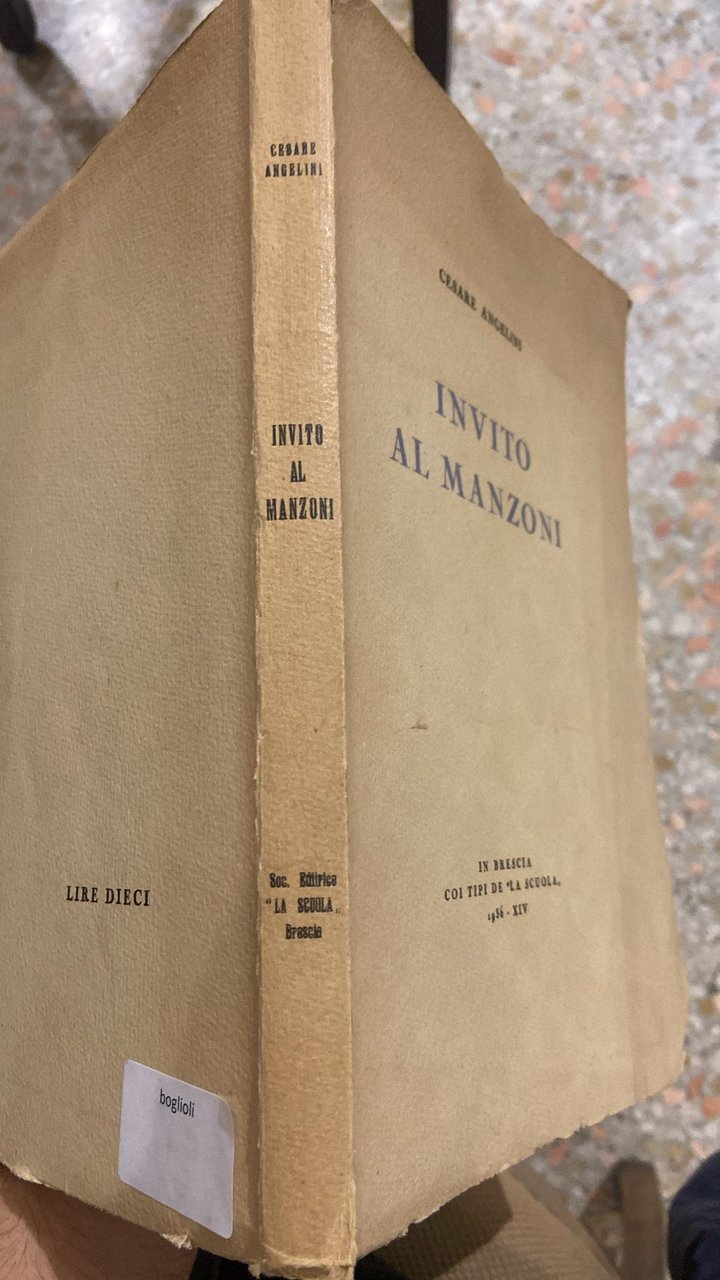 CESARE
ANGELINI
INVITO
AL
MANZONI
Soc. Editrice
"LA SCUOLA„
Brescia
CESARE ANGELINI
INVITO
AL MANZONI
IN BRESCIA
COI TIPI DE "LA SCUOLA„
1936 - XIV
LIRE DIECI
boglioli